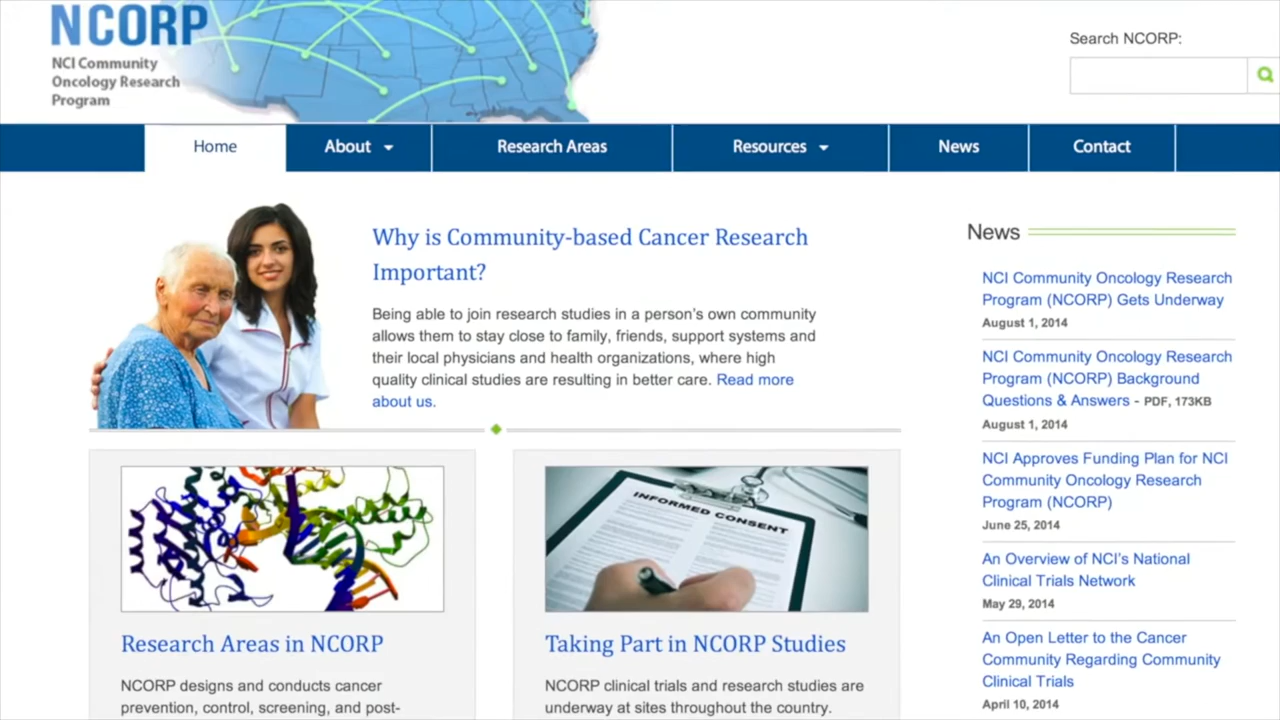 NCORP
NCI Community
Oncology Research
Program
Search NCORP:
Home
About
Research Areas
Resources
News
Contact
Why is Community-based Cancer Research
Important?
Being able to join research studies in a person's own community
allows them to stay close to family, friends, support systems and
their local physicians and health organizations, where high
quality clinical studies are resulting in better care. Read more
about us.
INFORMED CONSENT
Research Areas in NCORP
NCORP designs and conducts cancer
prevention, control, screening, and post-
Taking Part in NCORP Studies
NCORP clinical trials and research studies are
underway at sites throughout the country.
News
NCI Community Oncology Research
Program (NCORP) Gets Underway
August 1, 2014
NCI Community Oncology Research
Program (NCORP) Background
Questions & Answers - PDF, 173KB
August 1, 2014
NCI Approves Funding Plan for NCI
Community Oncology Research
Program (NCORP)
June 25, 2014
An Overview of NCI's National
Clinical Trials Network
May 29, 2014
An Open Letter to the Cancer
Community Regarding Community
Clinical Trials
April 10, 2014